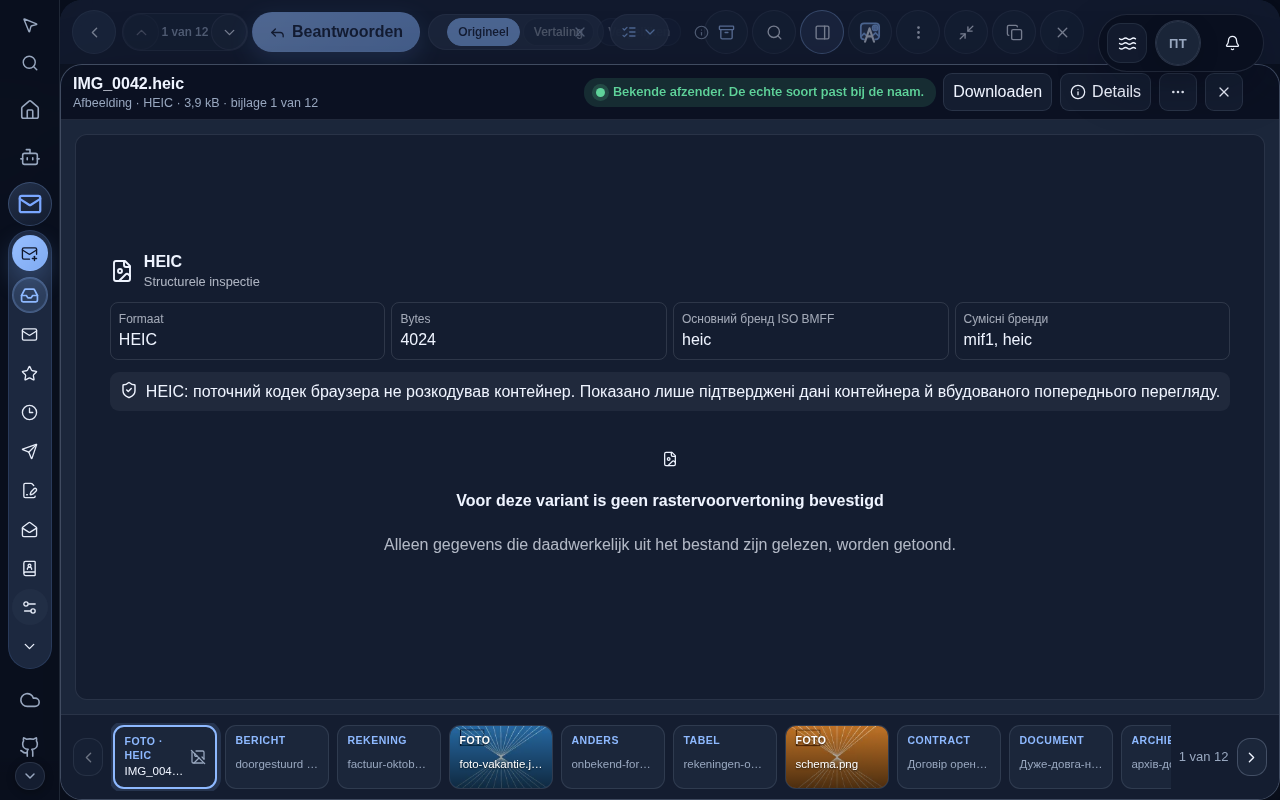 1 van 12
Beantwoorden
Origineel
Vertaling
ПТ
IMG_0042.heic
Afbeelding · HEIC · 3,9 kB · bijlage 1 van 12
Bekende afzender. De echte soort past bij de naam.
Downloaden
Details
HEIC
Structurele inspectie
Formaat
HEIC
Bytes
4024
Основний бренд ISO BMFF
heic
Сумісні бренди
mif1, heic
HEIC: поточний кодек браузера не розкодував контейнер. Показано лише підтверджені дані контейнера й вбудованого попереднього перегляду.
Voor deze variant is geen rastervoorvertoning bevestigd
Alleen gegevens die daadwerkelijk uit het bestand zijn gelezen, worden getoond.
FOTO ·
HEIC
IMG_004…
BERICHT
doorgestuurd …
REKENING
factuur-oktob…
FOTO
foto-vakantie.j…
ANDERS
onbekend-for…
TABEL
rekeningen-o…
FOTO
schema.png
CONTRACT
Договір орен…
DOCUMENT
Дуже-довга-н…
1 van 12